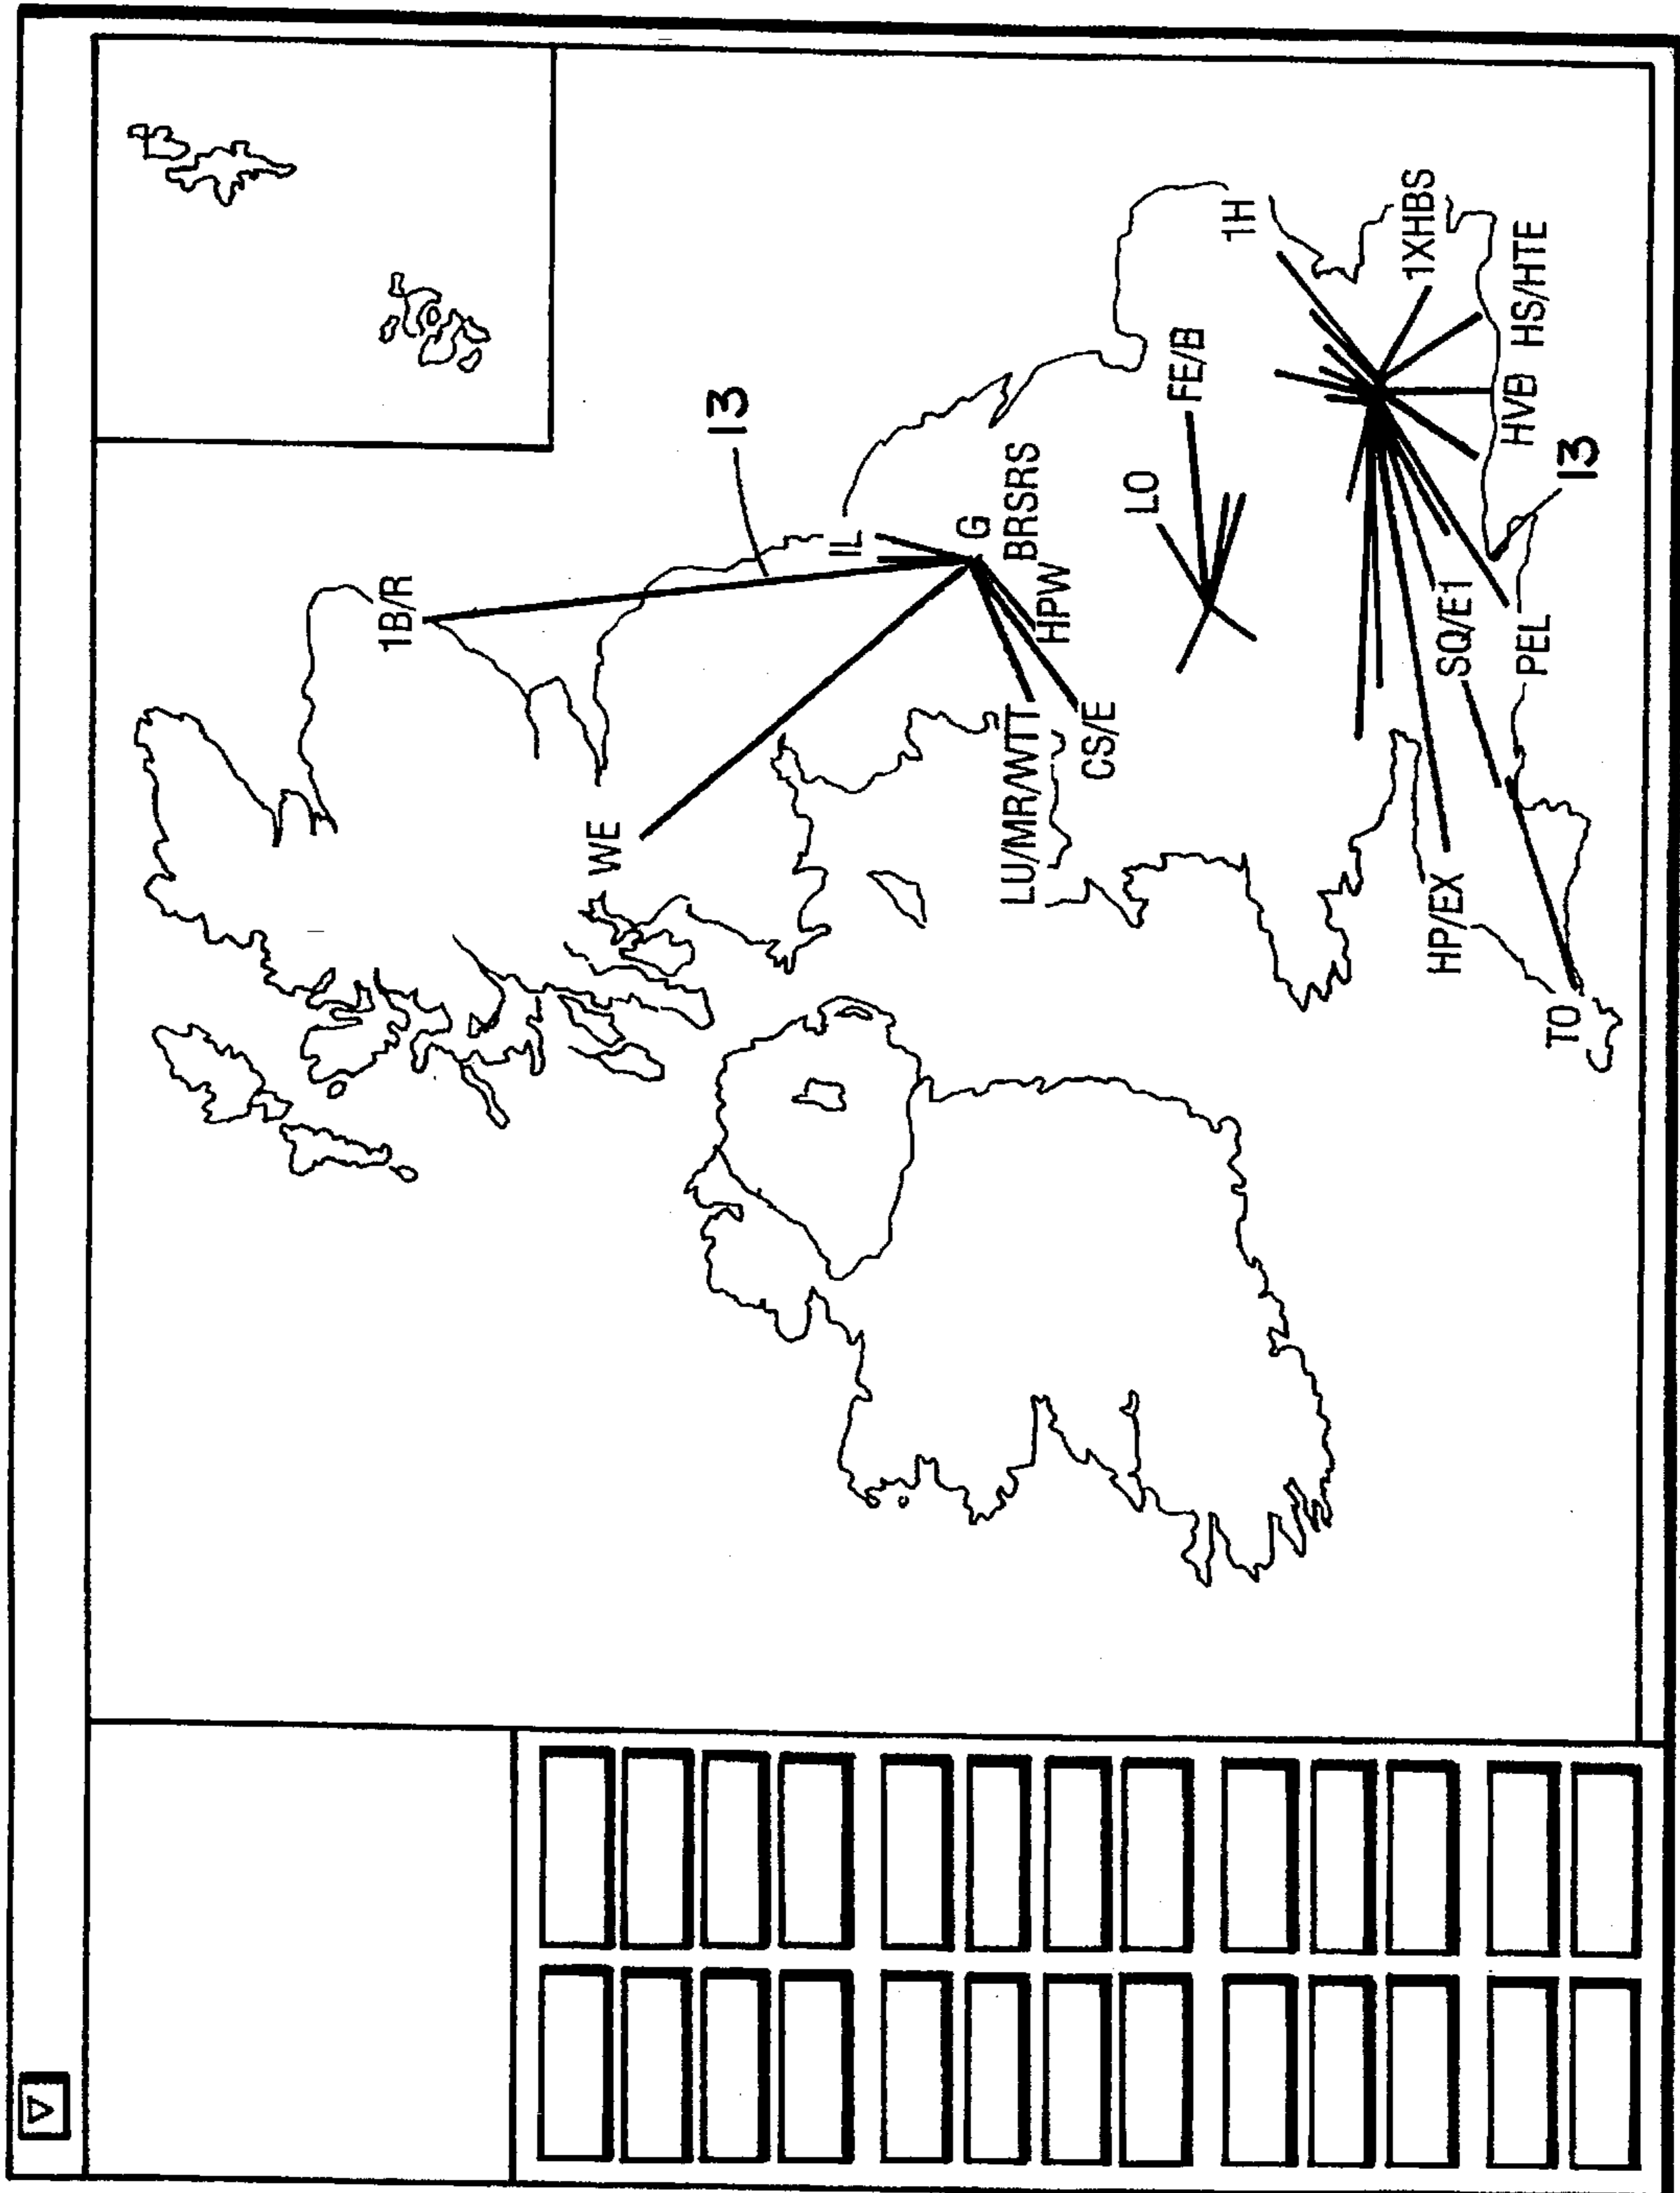 1B/R
13
WE
IL
G
BRSRS
HPW
LU/MR/WTT
CS/E
LO
FE/B
1H
1XHBS
HS/HTE
HVB
13
SQ/E1
PEL
HP/EX
TO